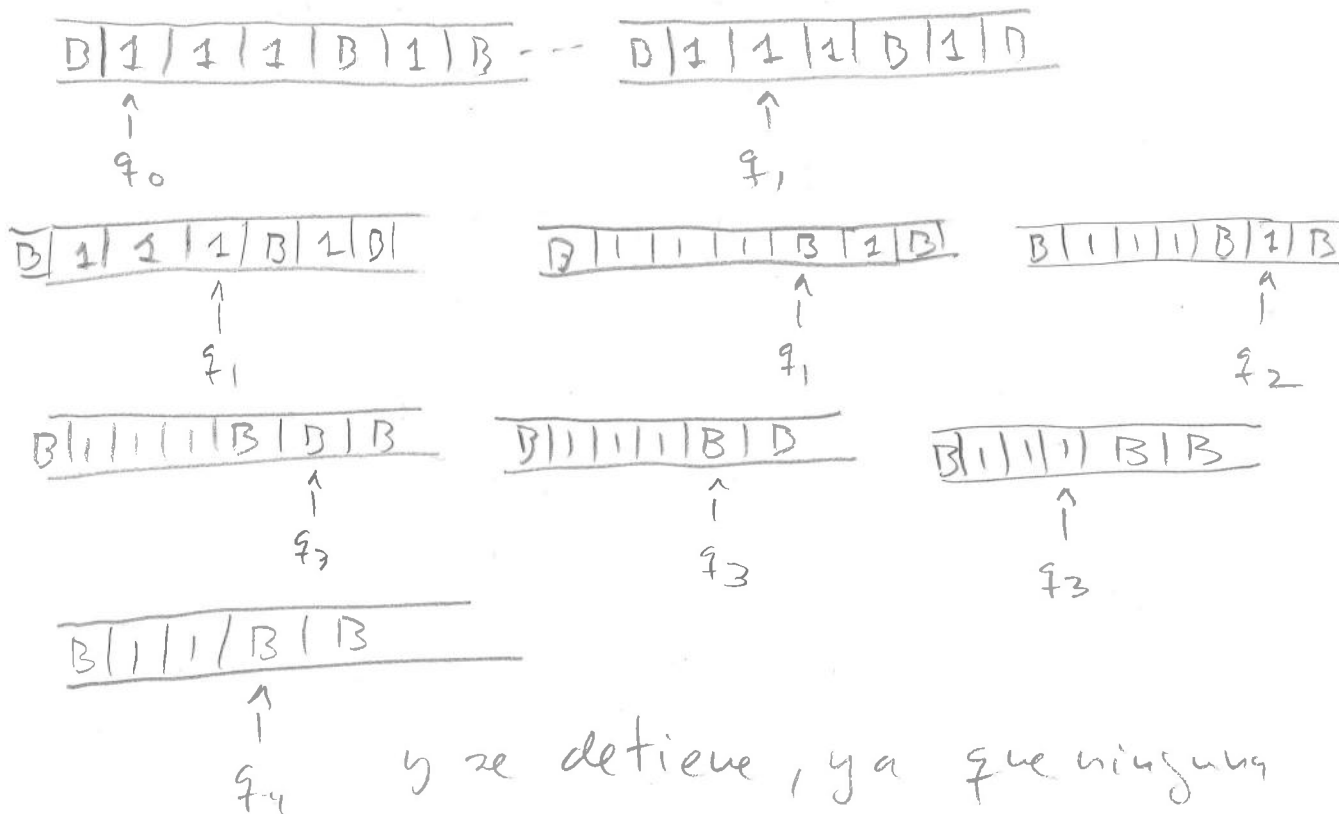 B|1|1|1|B|1|B --- B|1|1|1|B|1|B
q0 q1
B|1|1|1|B|1|B| B|1|1|1|B|1|B| B|1|1|1|B|1|B
q1 q1 q2
B|1|1|1|B|B|B B|1|1|1|B|B B|1|1|1|B|B
q3 q3 q3
B|1|1|B|B
q4 y se detiene, ya que ninguna